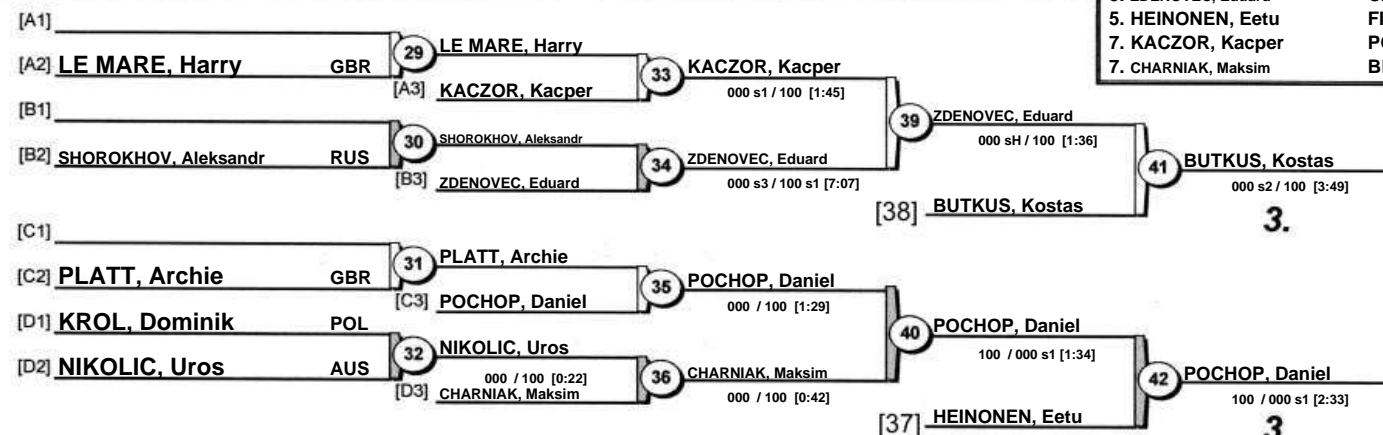 5. HEINONEN, Eetu
7. KACZOR, Kacper
7. CHARNIAK, Maksim
[A1]
[A2] LE MARE, Harry GBR
29
LE MARE, Harry
[A3] KACZOR, Kacper
33
KACZOR, Kacper
000 s1 / 100 [1:45]
[B1]
[B2] SHOROKHOV, Aleksandr RUS
30
SHOROKHOV, Aleksandr
[B3] ZDENOVEC, Eduard
34
ZDENOVEC, Eduard
000 s3 / 100 s1 [7:07]
39
ZDENOVEC, Eduard
000 sH / 100 [1:36]
[38] BUTKUS, Kostas
41
BUTKUS, Kostas
000 s2 / 100 [3:49]
3.
[C1]
[C2] PLATT, Archie GBR
31
PLATT, Archie
[C3] POCHOP, Daniel
35
POCHOP, Daniel
000 / 100 [1:29]
[D1] KROL, Dominik POL
[D2] NIKOLIC, Uros AUS
32
NIKOLIC, Uros
000 / 100 [0:22]
[D3] CHARNIAK, Maksim
36
CHARNIAK, Maksim
000 / 100 [0:42]
40
POCHOP, Daniel
100 / 000 s1 [1:34]
[37] HEINONEN, Eetu
42
POCHOP, Daniel
100 / 000 s1 [2:33]
3